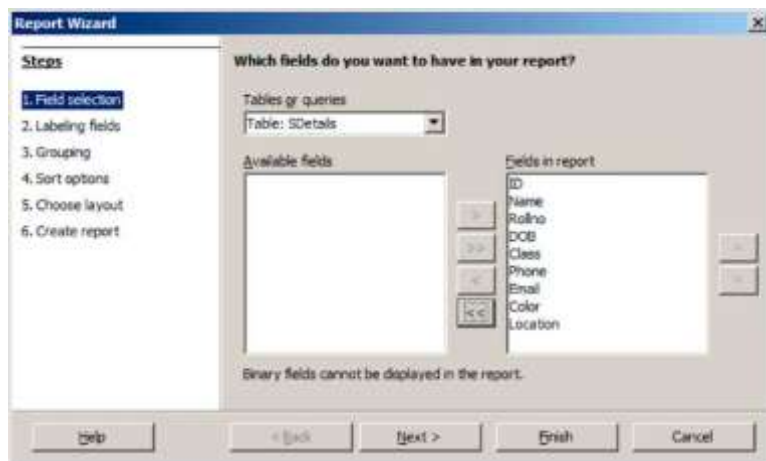 Report Wizard
Steps
1. Field selection
2. Labeling fields
3. Grouping
4. Sort options
5. Choose layout
6. Create report
Which fields do you want to have in your report?
Tables or queries
Table: SDetails
Available fields
>
>>
<
<<
Fields in report
ID
Name
Rollno
DOB
Class
Phone
Email
Color
Location
Binary fields cannot be displayed in the report.
Help
< Back
Next >
Finish
Cancel